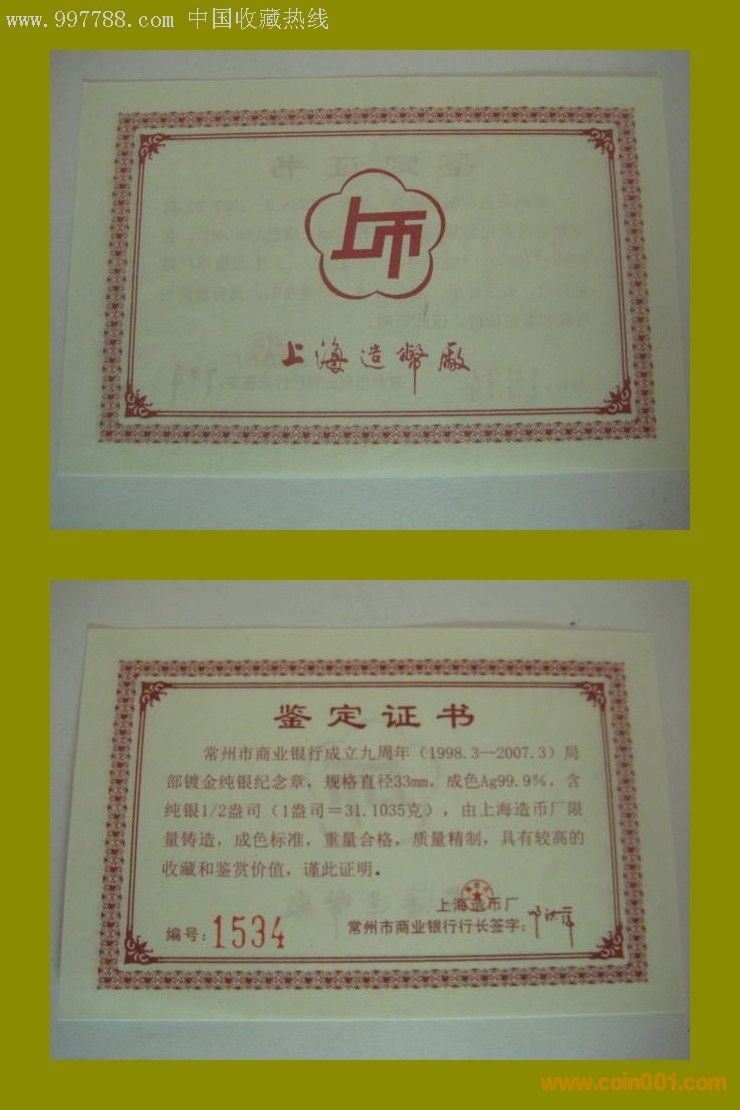 www.997788.com 中国收藏热线
上币
上海造幣廠
鉴定证书
常州市商业银行成立九周年（1998.3—2007.3）局
部镀金纯银纪念章，规格直径33mm，成色Ag99.9%，含
纯银1/2盎司（1盎司＝31.1035克），由上海造币厂限
量铸造，成色标准，重量合格，质量精制，具有较高的
收藏和鉴赏价值，谨此证明。
上海造币厂
编号：1534 常州市商业银行行长签字：
www.coin001.com